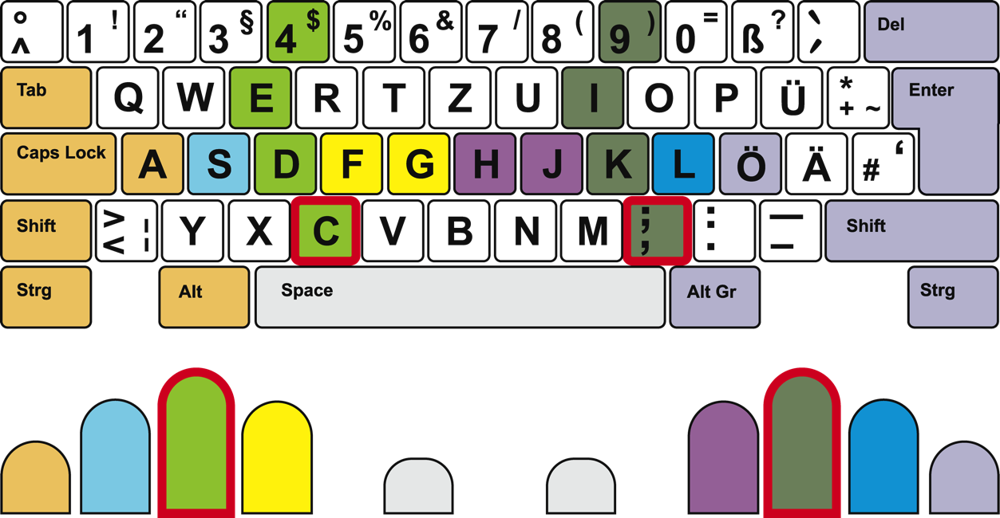 ° ^ 1 ! 2 “ 3 § 4 $ 5 % 6 & 7 / 8 ( 9 ) 0 = ß ? ` ´ Del
Tab Q W E R T Z U I O P Ü * + ~ Enter
Caps Lock A S D F G H J K L Ö Ä # ‘
Shift > < ¦ Y X C V B N M ; , : . — – Shift
Strg Alt Space Alt Gr Strg